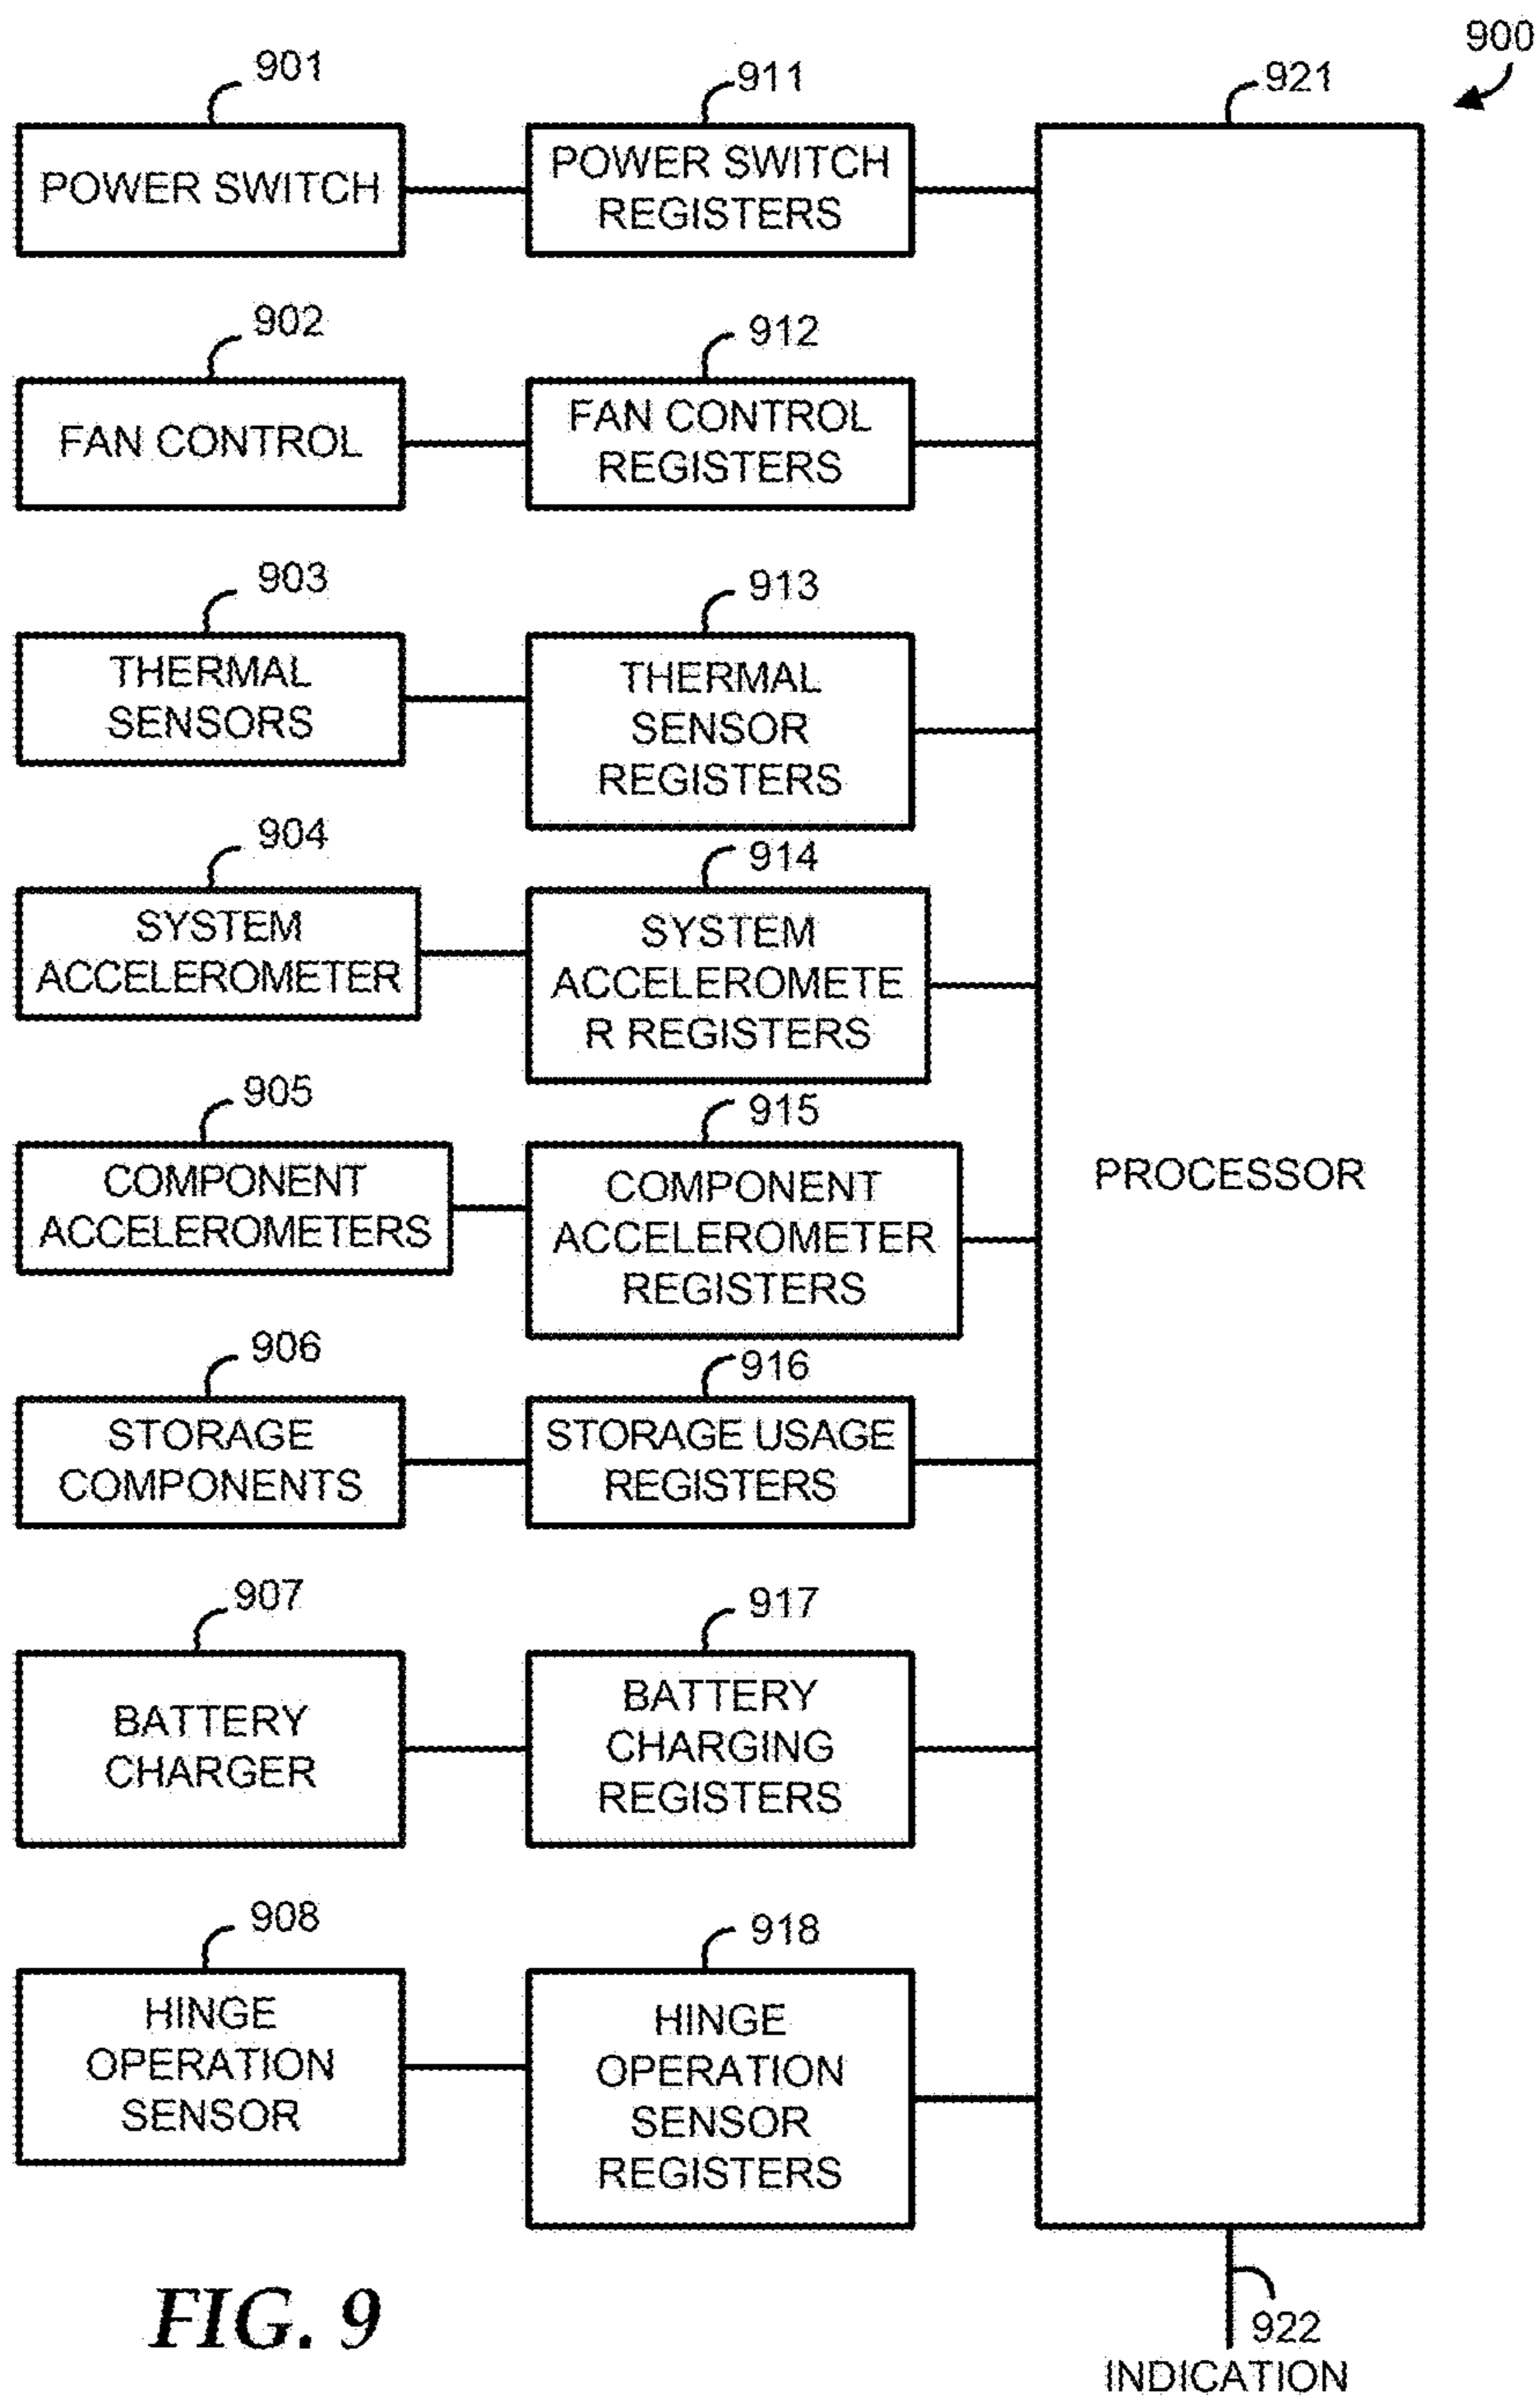 900
901
911
921
POWER SWITCH
POWER SWITCH
REGISTERS
902
912
FAN CONTROL
FAN CONTROL
REGISTERS
903
913
THERMAL
SENSORS
THERMAL
SENSOR
REGISTERS
904
914
SYSTEM
ACCELEROMETER
SYSTEM
ACCELEROMETE
R REGISTERS
905
915
COMPONENT
ACCELEROMETERS
COMPONENT
ACCELEROMETER
REGISTERS
PROCESSOR
906
916
STORAGE
COMPONENTS
STORAGE USAGE
REGISTERS
907
917
BATTERY
CHARGER
BATTERY
CHARGING
REGISTERS
908
918
HINGE
OPERATION
SENSOR
HINGE
OPERATION
SENSOR
REGISTERS
FIG. 9
922
INDICATION